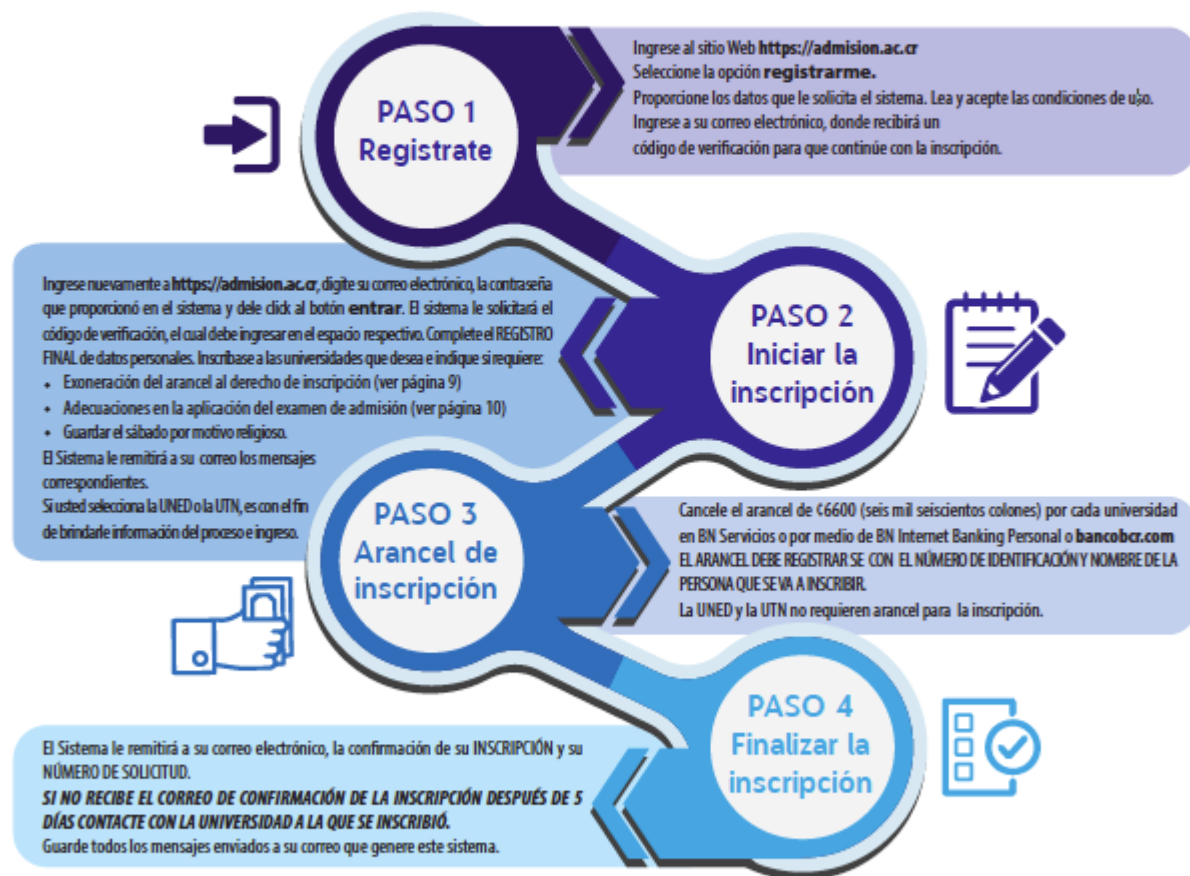 PASO 1
Registrate
Ingrese al sitio Web https://admision.ac.cr
Seleccione la opción registrarme.
Proporcione los datos que le solicita el sistema. Lea y acepte las condiciones de uso.
Ingrese a su correo electrónico, donde recibirá un
código de verificación para que continúe con la inscripción.
PASO 2
Iniciar la
inscripción
Ingrese nuevamente a https://admision.ac.cr, digite su correo electrónico, la contraseña
que proporcionó en el sistema y dele click al botón entrar. El sistema le solicitará el
código de verificación, el cual debe ingresar en el espacio respectivo. Complete el REGISTRO
FINAL de datos personales. Inscríbase a las universidades que desea e indique si requiere:
• Exoneración del arancel al derecho de inscripción (ver página 9)
• Adecuaciones en la aplicación del examen de admisión (ver página 10)
• Guardar el sábado por motivo religioso.
El Sistema le remitirá a su correo los mensajes
correspondientes.
Si usted selecciona la UNED o la UTN, es con el fin
de brindarle información del proceso e ingreso.
PASO 3
Arancel de
inscripción
Cancele el arancel de ¢6600 (seis mil seiscientos colones) por cada universidad
en BN Servicios o por medio de BN Internet Banking Personal o bancobcr.com
EL ARANCEL DEBE REGISTRAR SE CON EL NÚMERO DE IDENTIFICACIÓN Y NOMBRE DE LA
PERSONA QUE SE VA A INSCRIBIR.
La UNED y la UTN no requieren arancel para la inscripción.
PASO 4
Finalizar la
inscripción
El Sistema le remitirá a su correo electrónico, la confirmación de su INSCRIPCIÓN y su
NÚMERO DE SOLICITUD.
SI NO RECIBE EL CORREO DE CONFIRMACIÓN DE LA INSCRIPCIÓN DESPUÉS DE 5
DÍAS CONTACTE CON LA UNIVERSIDAD A LA QUE SE INSCRIBIÓ.
Guarde todos los mensajes enviados a su correo que genere este sistema.